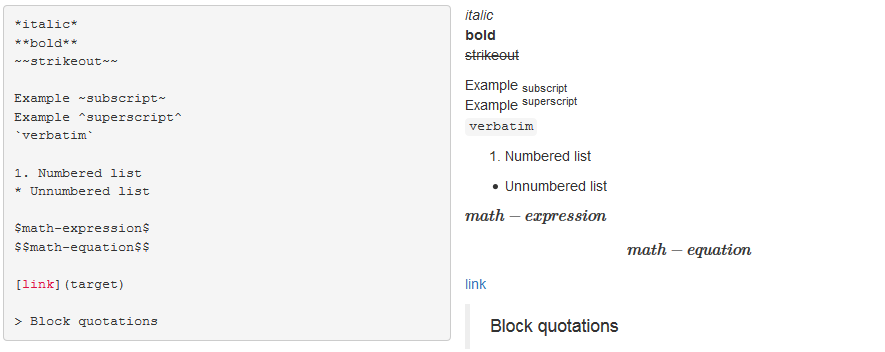 *italic*
**bold**
~~strikeout~~
Example ~subscript~
Example ^superscript^
`verbatim`
1. Numbered list
* Unnumbered list
$math-expression$
$$math-equation$$
[link](target)
> Block quotations
italic
bold
strikeout
Example subscript
Example superscript
verbatim
1. Numbered list
• Unnumbered list
math − expression
math − equation
link
Block quotations